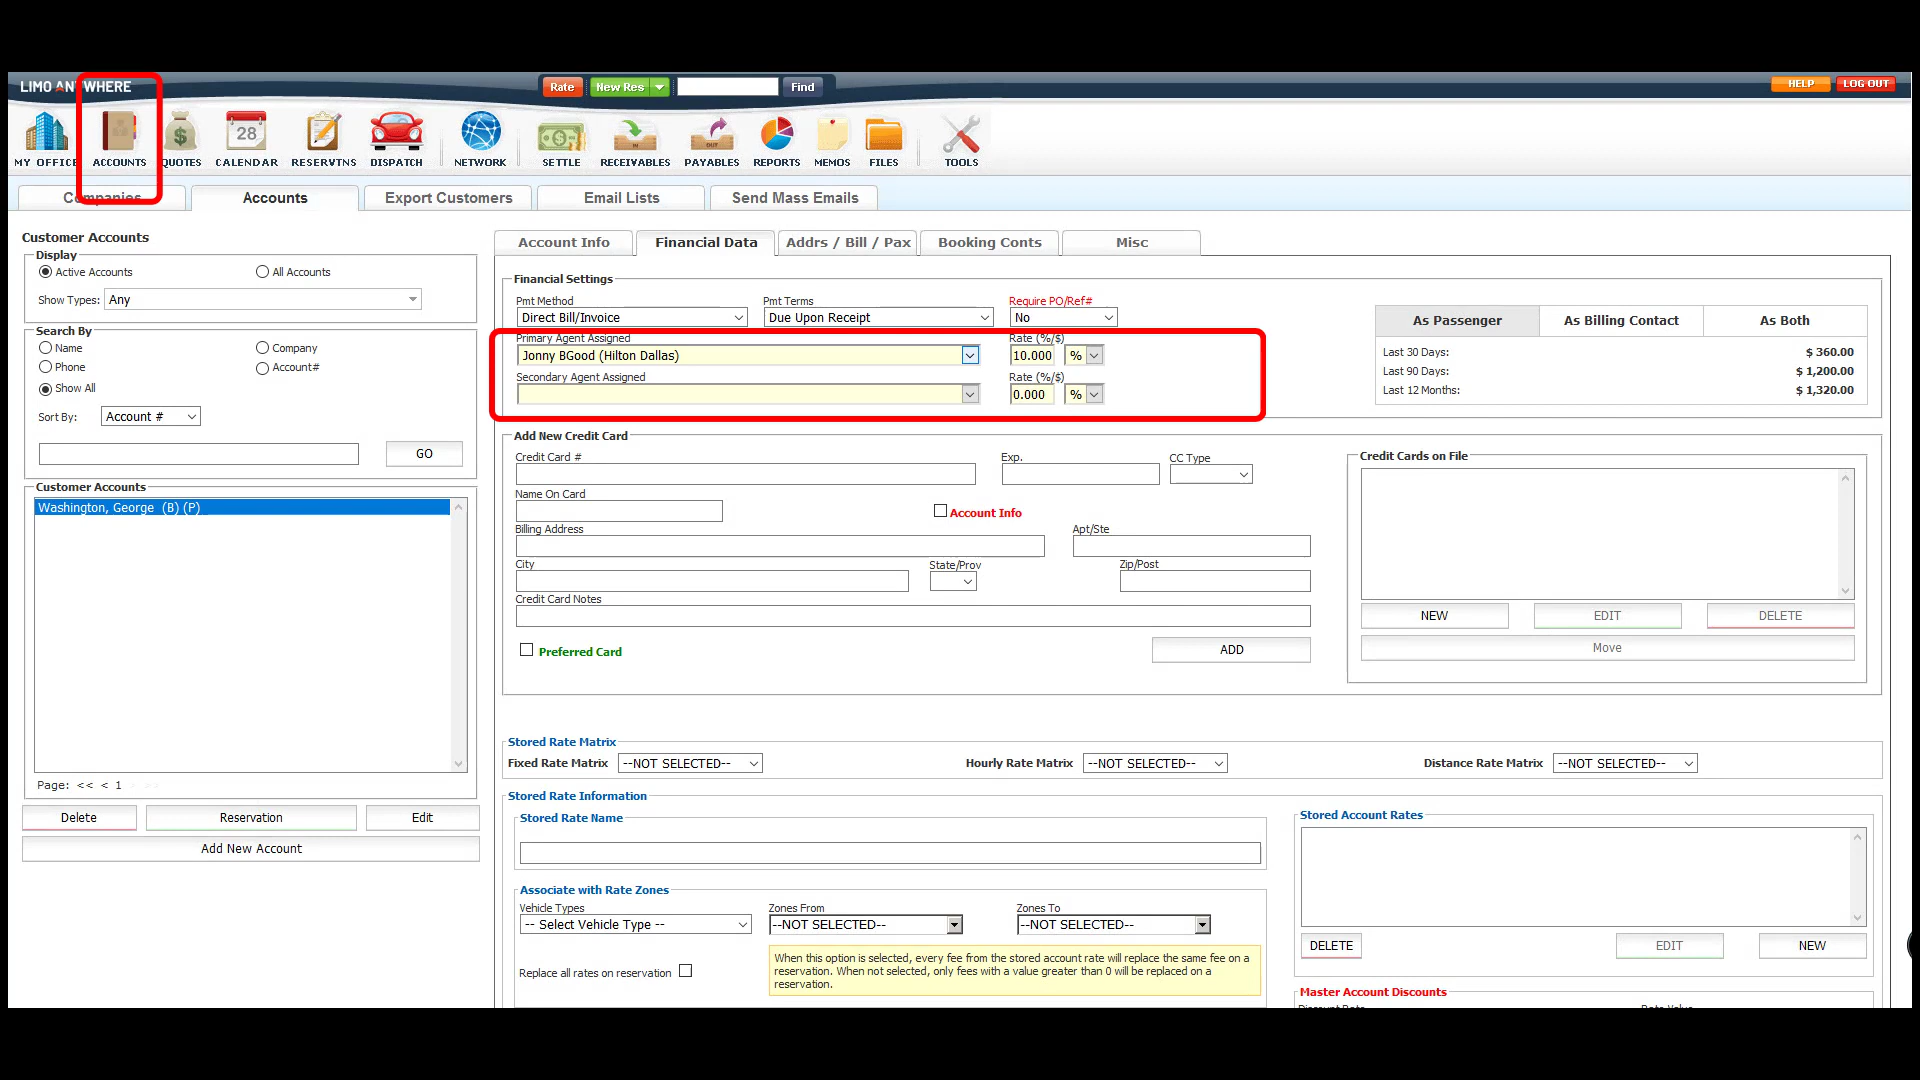 LIMO ANYWHERE
Rate New Res Find HELP LOG OUT
28
MY OFFICE ACCOUNTS QUOTES CALENDAR RESERVTNS DISPATCH NETWORK SETTLE RECEIVABLES PAYABLES REPORTS MEMOS FILES TOOLS
Companies Accounts Export Customers Email Lists Send Mass Emails
Customer Accounts
Display
Active Accounts All Accounts
Show Types: Any
Search By
Name Company
Phone Account#
Show All
Sort By: Account #
GO
Customer Accounts
Washington, George (B) (P)
Page: << < 1
Delete Reservation Edit
Add New Account
Account Info Financial Data Addrs / Bill / Pax Booking Conts Misc
Financial Settings
Pmt Method Pmt Terms Require PO/Ref#
Direct Bill/Invoice Due Upon Receipt No
Primary Agent Assigned Rate (%/$)
Jonny BGood (Hilton Dallas) 10.000 %
Secondary Agent Assigned Rate (%/$)
0.000 %
As Passenger As Billing Contact As Both
Last 30 Days: $ 360.00
Last 90 Days: $ 1,200.00
Last 12 Months: $ 1,320.00
Add New Credit Card
Credit Card # Exp. CC Type
Name On Card
Account Info
Billing Address Apt/Ste
City State/Prov Zip/Post
Credit Card Notes
Preferred Card ADD
Credit Cards on File
NEW EDIT DELETE
Move
Stored Rate Matrix
Fixed Rate Matrix --NOT SELECTED-- Hourly Rate Matrix --NOT SELECTED-- Distance Rate Matrix --NOT SELECTED--
Stored Rate Information
Stored Rate Name
Associate with Rate Zones
Vehicle Types Zones From Zones To
-- Select Vehicle Type -- --NOT SELECTED-- --NOT SELECTED--
Replace all rates on reservation
When this option is selected, every fee from the stored account rate will replace the same fee on a
reservation. When not selected, only fees with a value greater than 0 will be replaced on a
reservation.
Stored Account Rates
DELETE EDIT NEW
Master Account Discounts